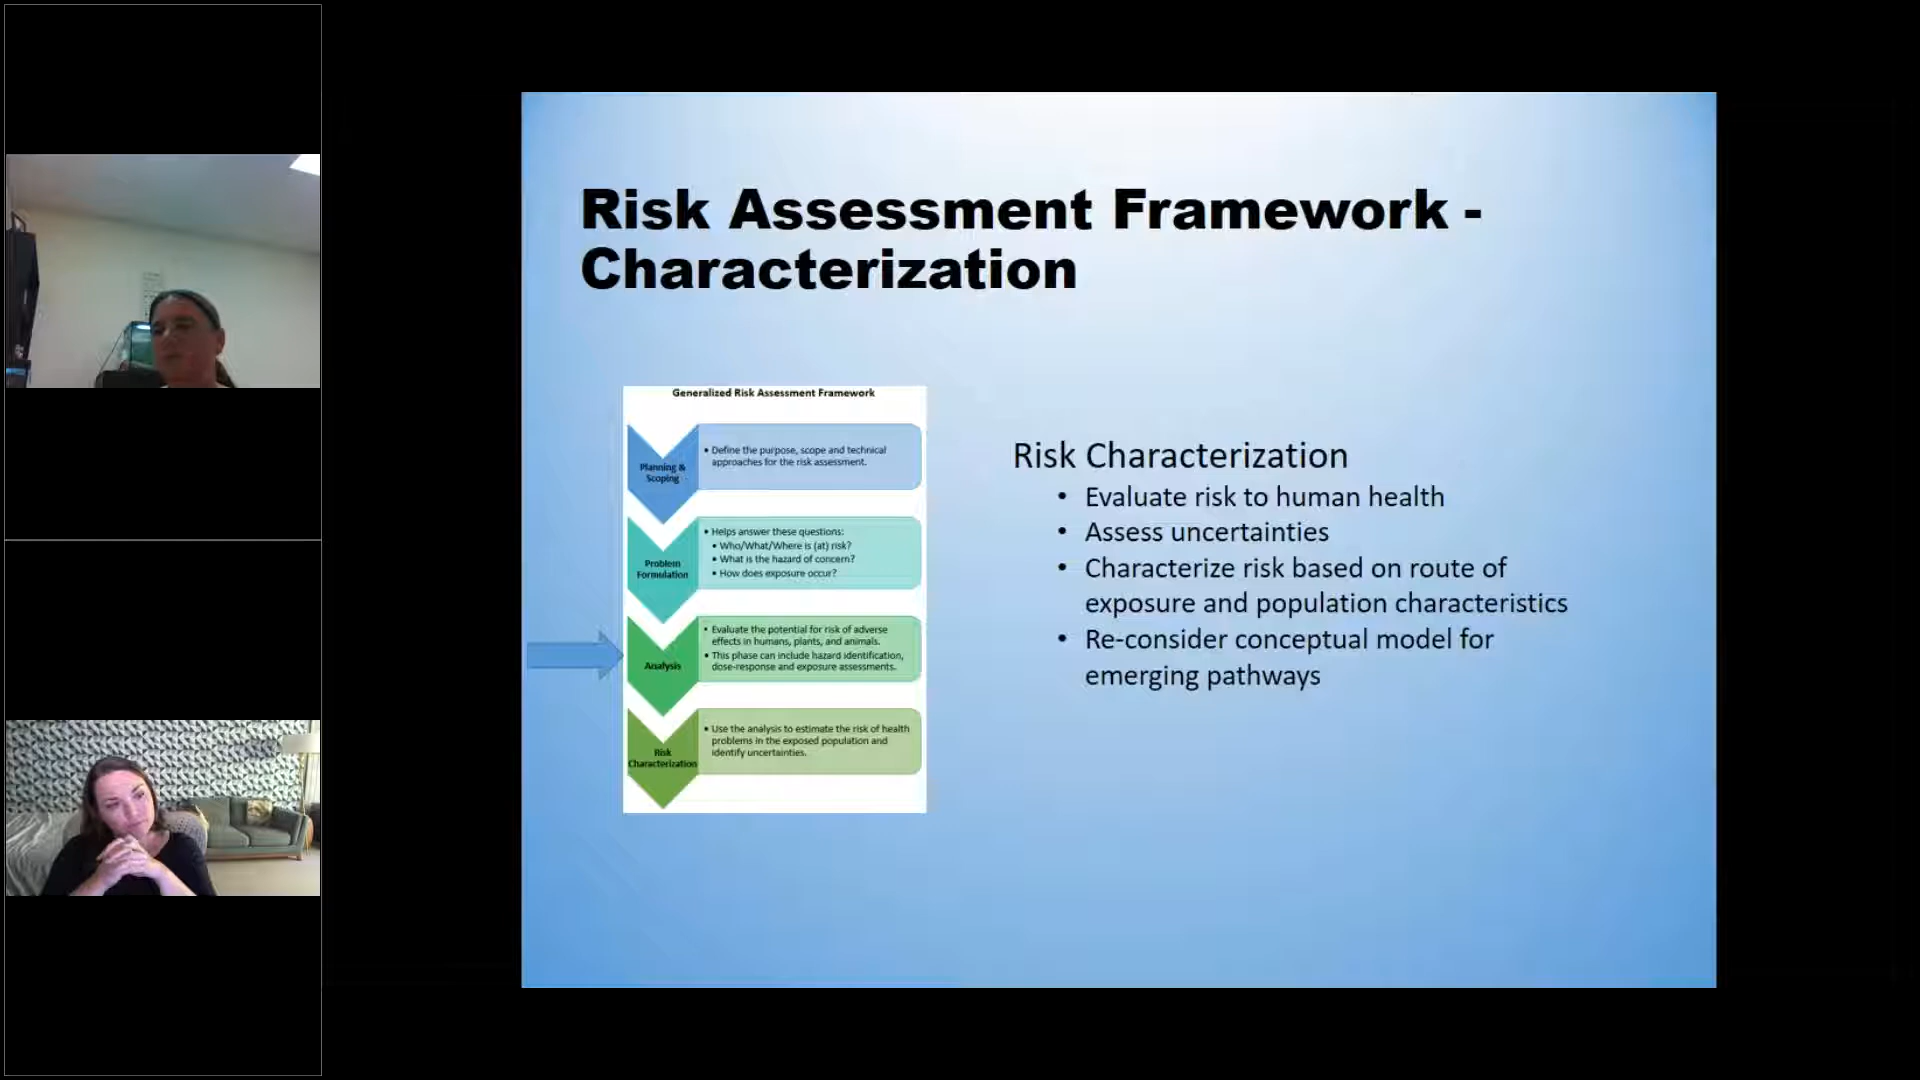 Risk Assessment Framework -
Characterization
Generalized Risk Assessment Framework
Planning &
Scoping
• Define the purpose, scope and technical
approaches for the risk assessment.
Problem
Formulation
• Helps answer these questions:
• Who/What/Where is (at) risk?
• What is the hazard of concern?
• How does exposure occur?
Analysis
• Evaluate the potential for risk of adverse
effects in humans, plants, and animals.
• This phase can include hazard identification,
dose-response and exposure assessments.
Risk
Characterization
• Use the analysis to estimate the risk of health
problems in the exposed population and
identify uncertainties.
Risk Characterization
• Evaluate risk to human health
• Assess uncertainties
• Characterize risk based on route of
exposure and population characteristics
• Re-consider conceptual model for
emerging pathways